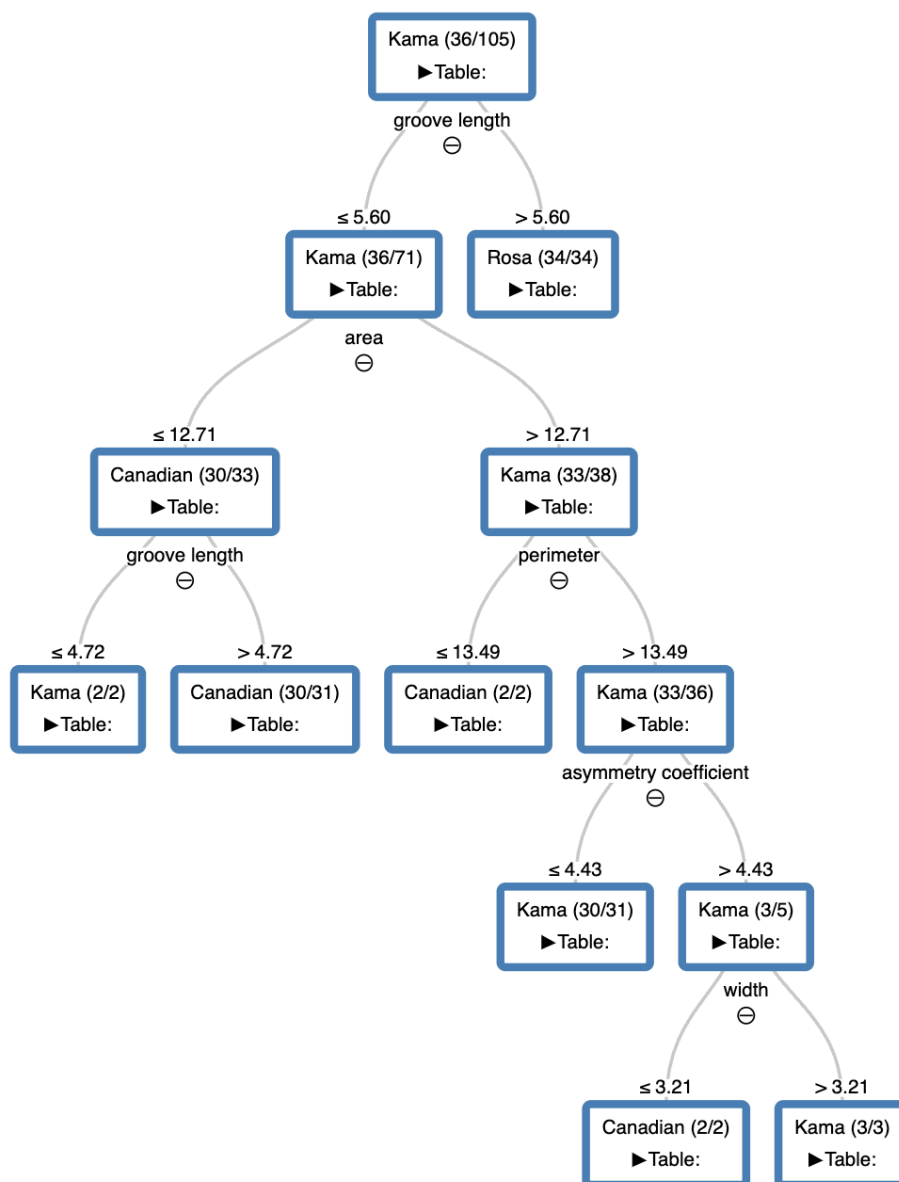 Kama (36/105)
►Table:
groove length
≤ 5.60
> 5.60
Kama (36/71)
►Table:
Rosa (34/34)
►Table:
area
≤ 12.71
> 12.71
Canadian (30/33)
►Table:
Kama (33/38)
►Table:
groove length
perimeter
≤ 4.72
> 4.72
≤ 13.49
> 13.49
Kama (2/2)
►Table:
Canadian (30/31)
►Table:
Canadian (2/2)
►Table:
Kama (33/36)
►Table:
asymmetry coefficient
≤ 4.43
> 4.43
Kama (30/31)
►Table:
Kama (3/5)
►Table:
width
≤ 3.21
> 3.21
Canadian (2/2)
►Table:
Kama (3/3)
►Table: